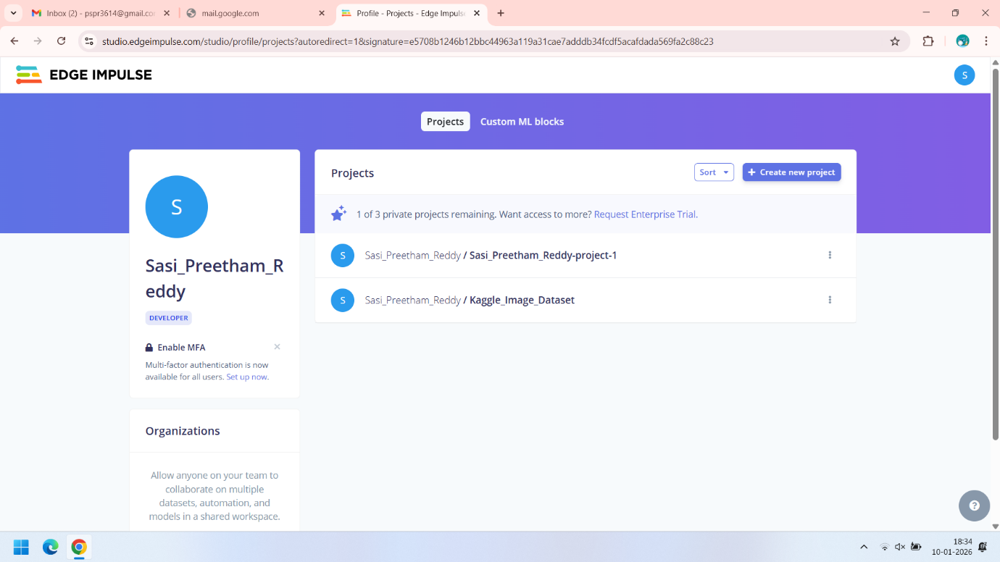 Inbox (2) - pspr3614@gmail.co
mail.google.com
Profile - Projects - Edge Impuls
studio.edgeimpulse.com/studio/profile/projects?autoredirect=1&signature=e5708b1246b12bbc44963a119a31cae7adddb34fcdf5acafdada569fa2c88c23
EDGE IMPULSE
S
Projects
Custom ML blocks
S
Sasi_Preetham_R
eddy
DEVELOPER
Enable MFA
Multi-factor authentication is now
available for all users. Set up now.
Organizations
Allow anyone on your team to
collaborate on multiple
datasets, automation, and
models in a shared workspace.
Projects
Sort
+ Create new project
1 of 3 private projects remaining. Want access to more? Request Enterprise Trial.
S
Sasi_Preetham_Reddy / Sasi_Preetham_Reddy-project-1
S
Sasi_Preetham_Reddy / Kaggle_Image_Dataset
?
18:34
10-01-2026